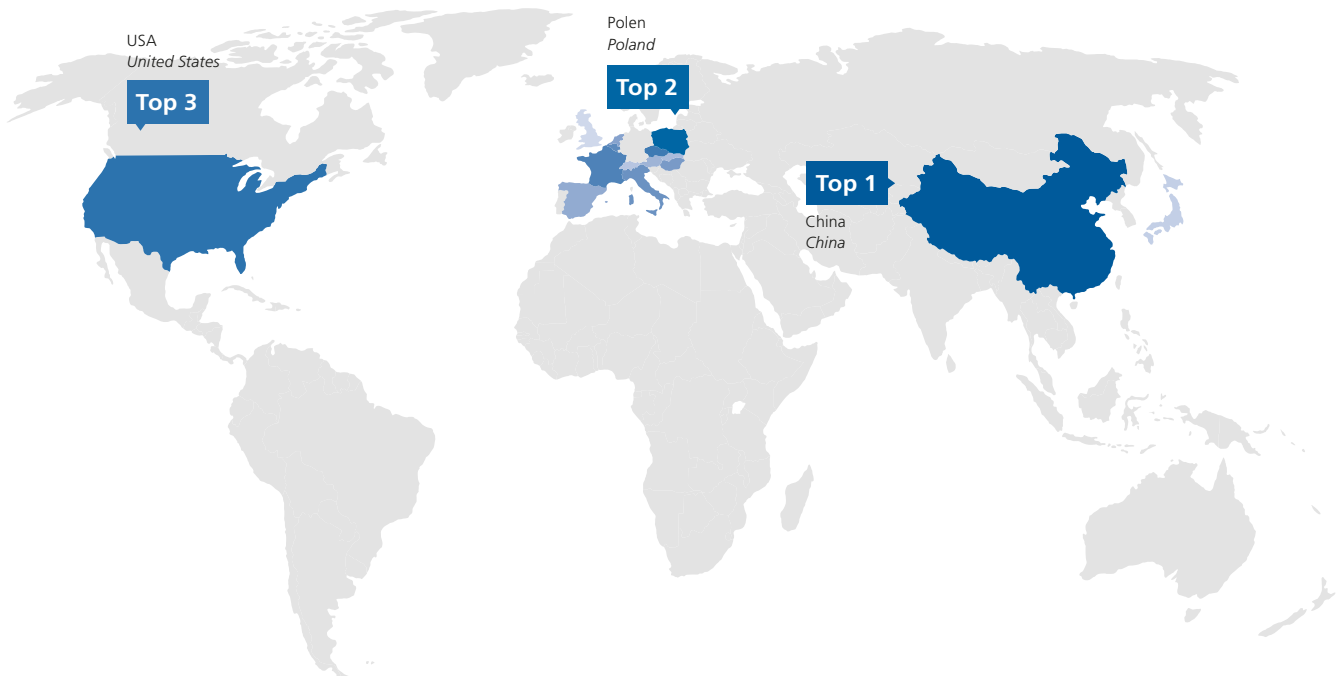 USA
United States
Top 3
Polen
Poland
Top 2
Top 1
China
China